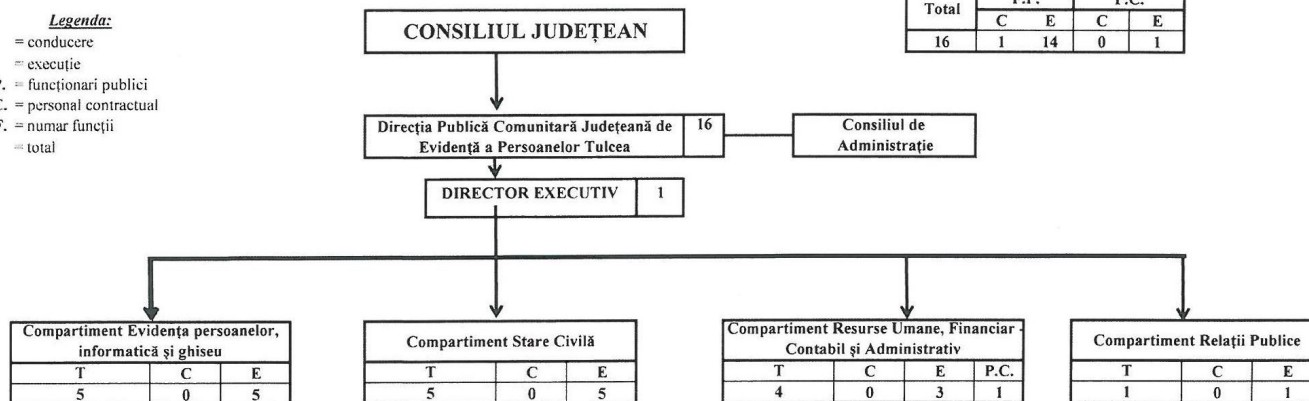 Legenda:
= conducere
= execuție
= funcționari publici
= personal contractual
= numar funcții
= total
CONSILIUL JUDEȚEAN
Total
P.C.
C E C E
16 1 14 0 1
Direcția Publică Comunitară Județeană de
Evidență a Persoanelor Tulcea
16
Consiliul de
Administrație
DIRECTOR EXECUTIV 1
Compartiment Evidența persoanelor,
informatică și ghiseu
T C E
5 0 5
Compartiment Stare Civilă
T C E
5 0 5
Compartiment Resurse Umane, Financiar -
Contabil și Administrativ
T C E P.C.
4 0 3 1
Compartiment Relații Publice
T C E
1 0 1